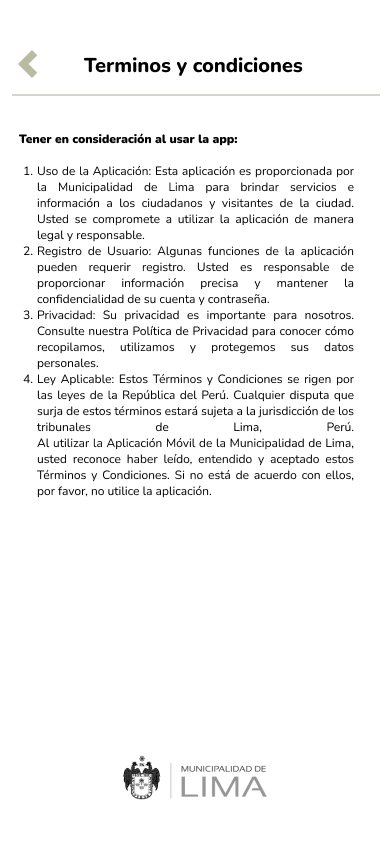 Terminos y condiciones
Tener en consideración al usar la app:
1. Uso de la Aplicación: Esta aplicación es proporcionada por
la Municipalidad de Lima para brindar servicios e
información a los ciudadanos y visitantes de la ciudad.
Usted se compromete a utilizar la aplicación de manera
legal y responsable.
2. Registro de Usuario: Algunas funciones de la aplicación
pueden requerir registro. Usted es responsable de
proporcionar información precisa y mantener la
confidencialidad de su cuenta y contraseña.
3. Privacidad: Su privacidad es importante para nosotros.
Consulte nuestra Política de Privacidad para conocer cómo
recopilamos, utilizamos y protegemos sus datos
personales.
4. Ley Aplicable: Estos Términos y Condiciones se rigen por
las leyes de la República del Perú. Cualquier disputa que
surja de estos términos estará sujeta a la jurisdicción de los
tribunales de Lima, Perú.
Al utilizar la Aplicación Móvil de la Municipalidad de Lima,
usted reconoce haber leído, entendido y aceptado estos
Términos y Condiciones. Si no está de acuerdo con ellos,
por favor, no utilice la aplicación.
MUNICIPALIDAD DE
LIMA